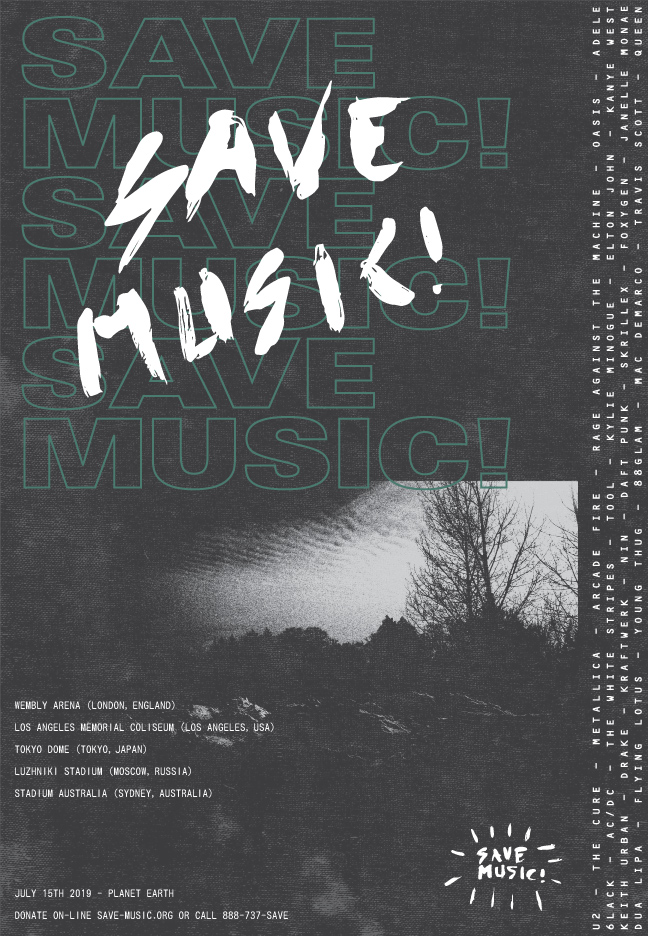 SAVE
MUSIC!
SAVE
MUSIC!
SAVE
MUSIC!
SAVE
MUSIC!
WEMBLY ARENA (LONDON, ENGLAND)
LOS ANGELES MEMORIAL COLISEUM (LOS ANGELES, USA)
TOKYO DOME (TOKYO, JAPAN)
LUZHNIKI STADIUM (MOSCOW, RUSSIA)
STADIUM AUSTRALIA (SYDNEY, AUSTRALIA)
JULY 15TH 2019 - PLANET EARTH
DONATE ON-LINE SAVE-MUSIC.ORG OR CALL 888-737-SAVE
SAVE
MUSIC!
U2 - THE CURE - METALLICA - ARCADE FIRE - RAGE AGAINST THE MACHINE - OASIS - ADELE
6LACK - AC/DC - THE WHITE STRIPES - TOOL - KYLIE MINOGUE - ELTON JOHN - KANYE WEST
KEITH URBAN - DRAKE - KRAFTWERK - NIN - DAFT PUNK - SKRILLEX - FOXYGEN - JANELLE MONAE
DUA LIPA - FLYING LOTUS - YOUNG THUG - 88GLAM - MAC DEMARCO - TRAVIS SCOTT - QUEEN